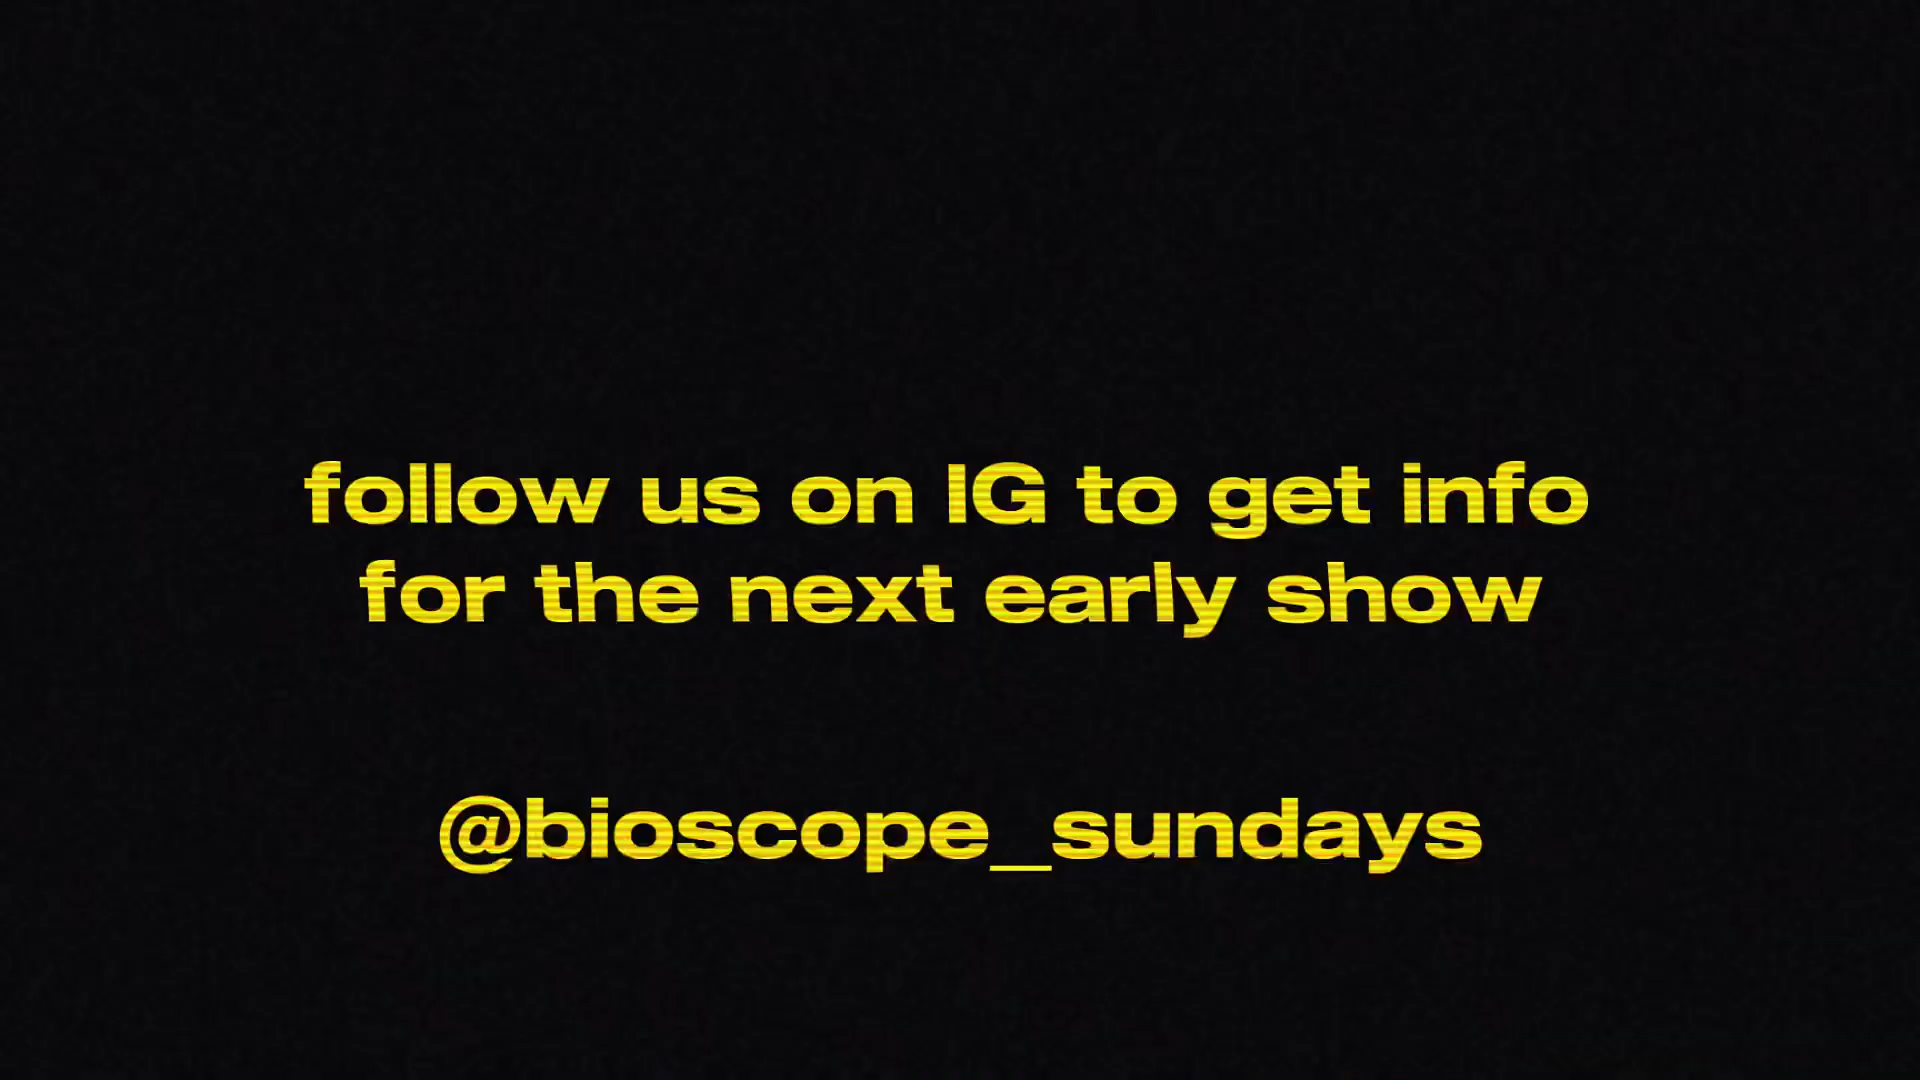 follow us on IG to get info
for the next early show
@bioscope_sundays